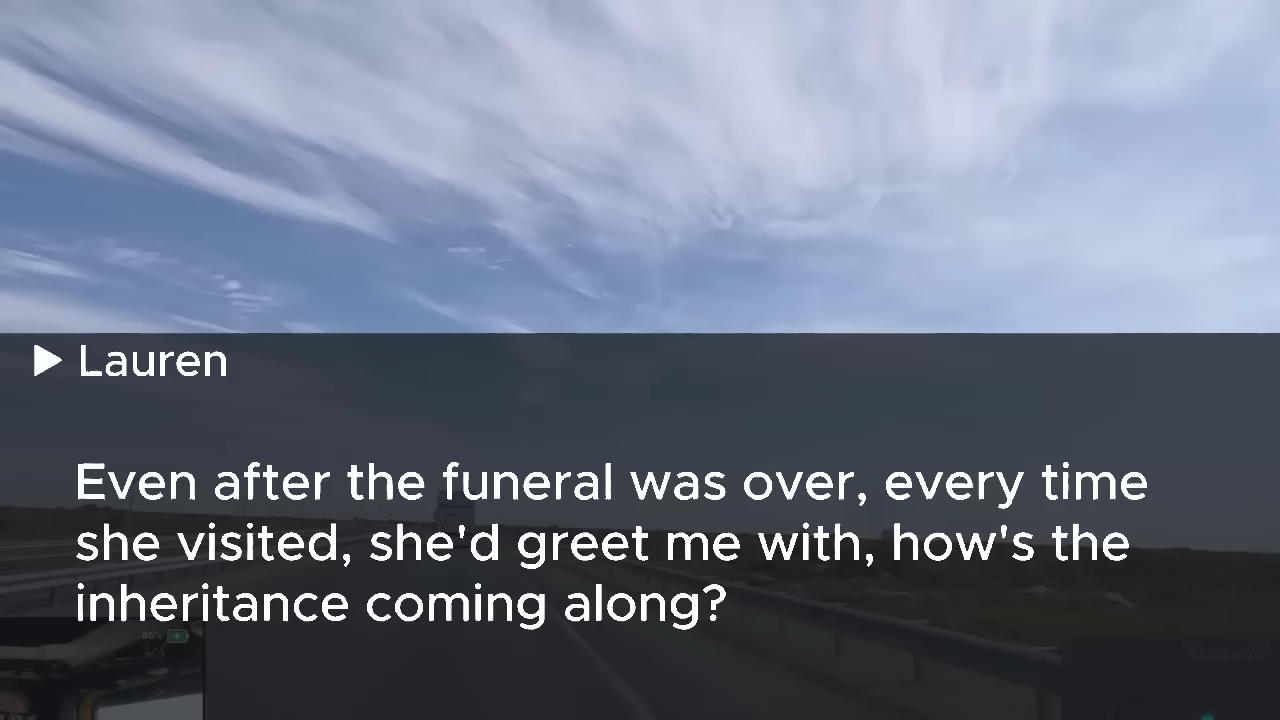 ▶ Lauren
Even after the funeral was over, every time
she visited, she'd greet me with, how's the
inheritance coming along?
86%